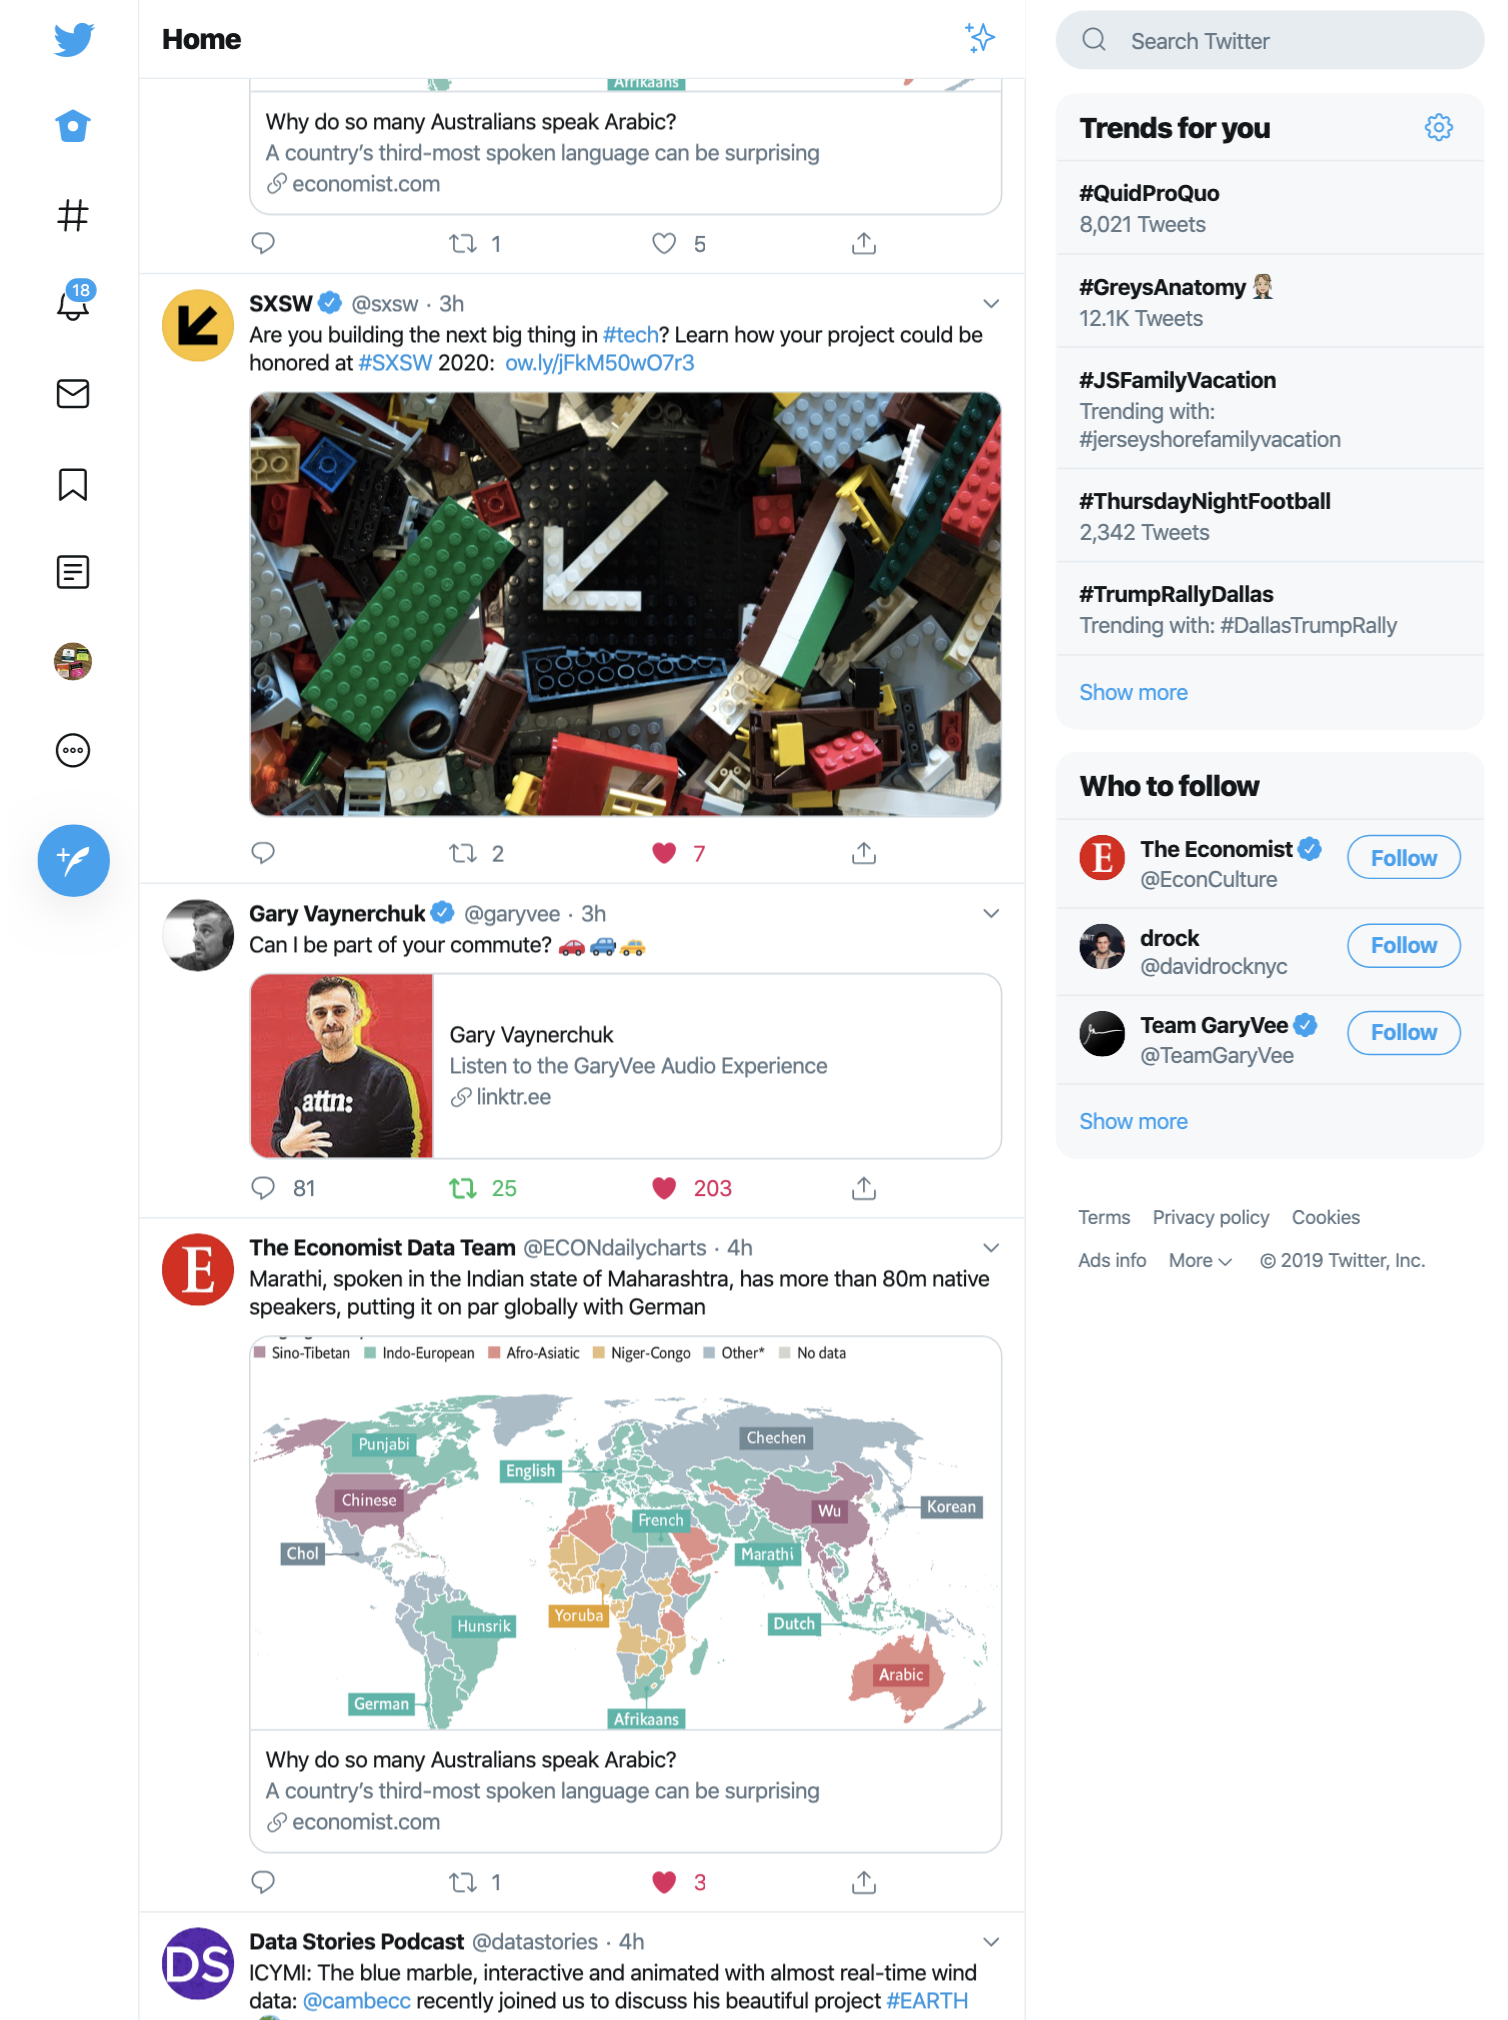 Home
Afrikaans
Why do so many Australians speak Arabic?
A country's third-most spoken language can be surprising
economist.com
1
5
18
SXSW @sxsw · 3h
Are you building the next big thing in #tech? Learn how your project could be
honored at #SXSW 2020: ow.ly/jFkM50wO7r3
2
7
Gary Vaynerchuk @garyvee · 3h
Can I be part of your commute? 🚗🚙🚕
attn:
Gary Vaynerchuk
Listen to the GaryVee Audio Experience
linktr.ee
81
25
203
E
The Economist Data Team @ECONdailycharts · 4h
Marathi, spoken in the Indian state of Maharashtra, has more than 80m native
speakers, putting it on par globally with German
Sino-Tibetan Indo-European Afro-Asiatic Niger-Congo Other* No data
Punjabi
Chechen
English
Chinese
Wu
Korean
French
Chol
Marathi
Yoruba
Hunsrik
Dutch
Arabic
German
Afrikaans
Why do so many Australians speak Arabic?
A country's third-most spoken language can be surprising
economist.com
1
3
DS
Data Stories Podcast @datastories · 4h
ICYMI: The blue marble, interactive and animated with almost real-time wind
data: @cambecc recently joined us to discuss his beautiful project #EARTH
Search Twitter
Trends for you
#QuidProQuo
8,021 Tweets
#GreysAnatomy
12.1K Tweets
#JSFamilyVacation
Trending with:
#jerseyshorefamilyvacation
#ThursdayNightFootball
2,342 Tweets
#TrumpRallyDallas
Trending with: #DallasTrumpRally
Show more
Who to follow
E
The Economist
@EconCulture
Follow
drock
@davidrocknyc
Follow
Team GaryVee
@TeamGaryVee
Follow
Show more
Terms Privacy policy Cookies
Ads info More © 2019 Twitter, Inc.